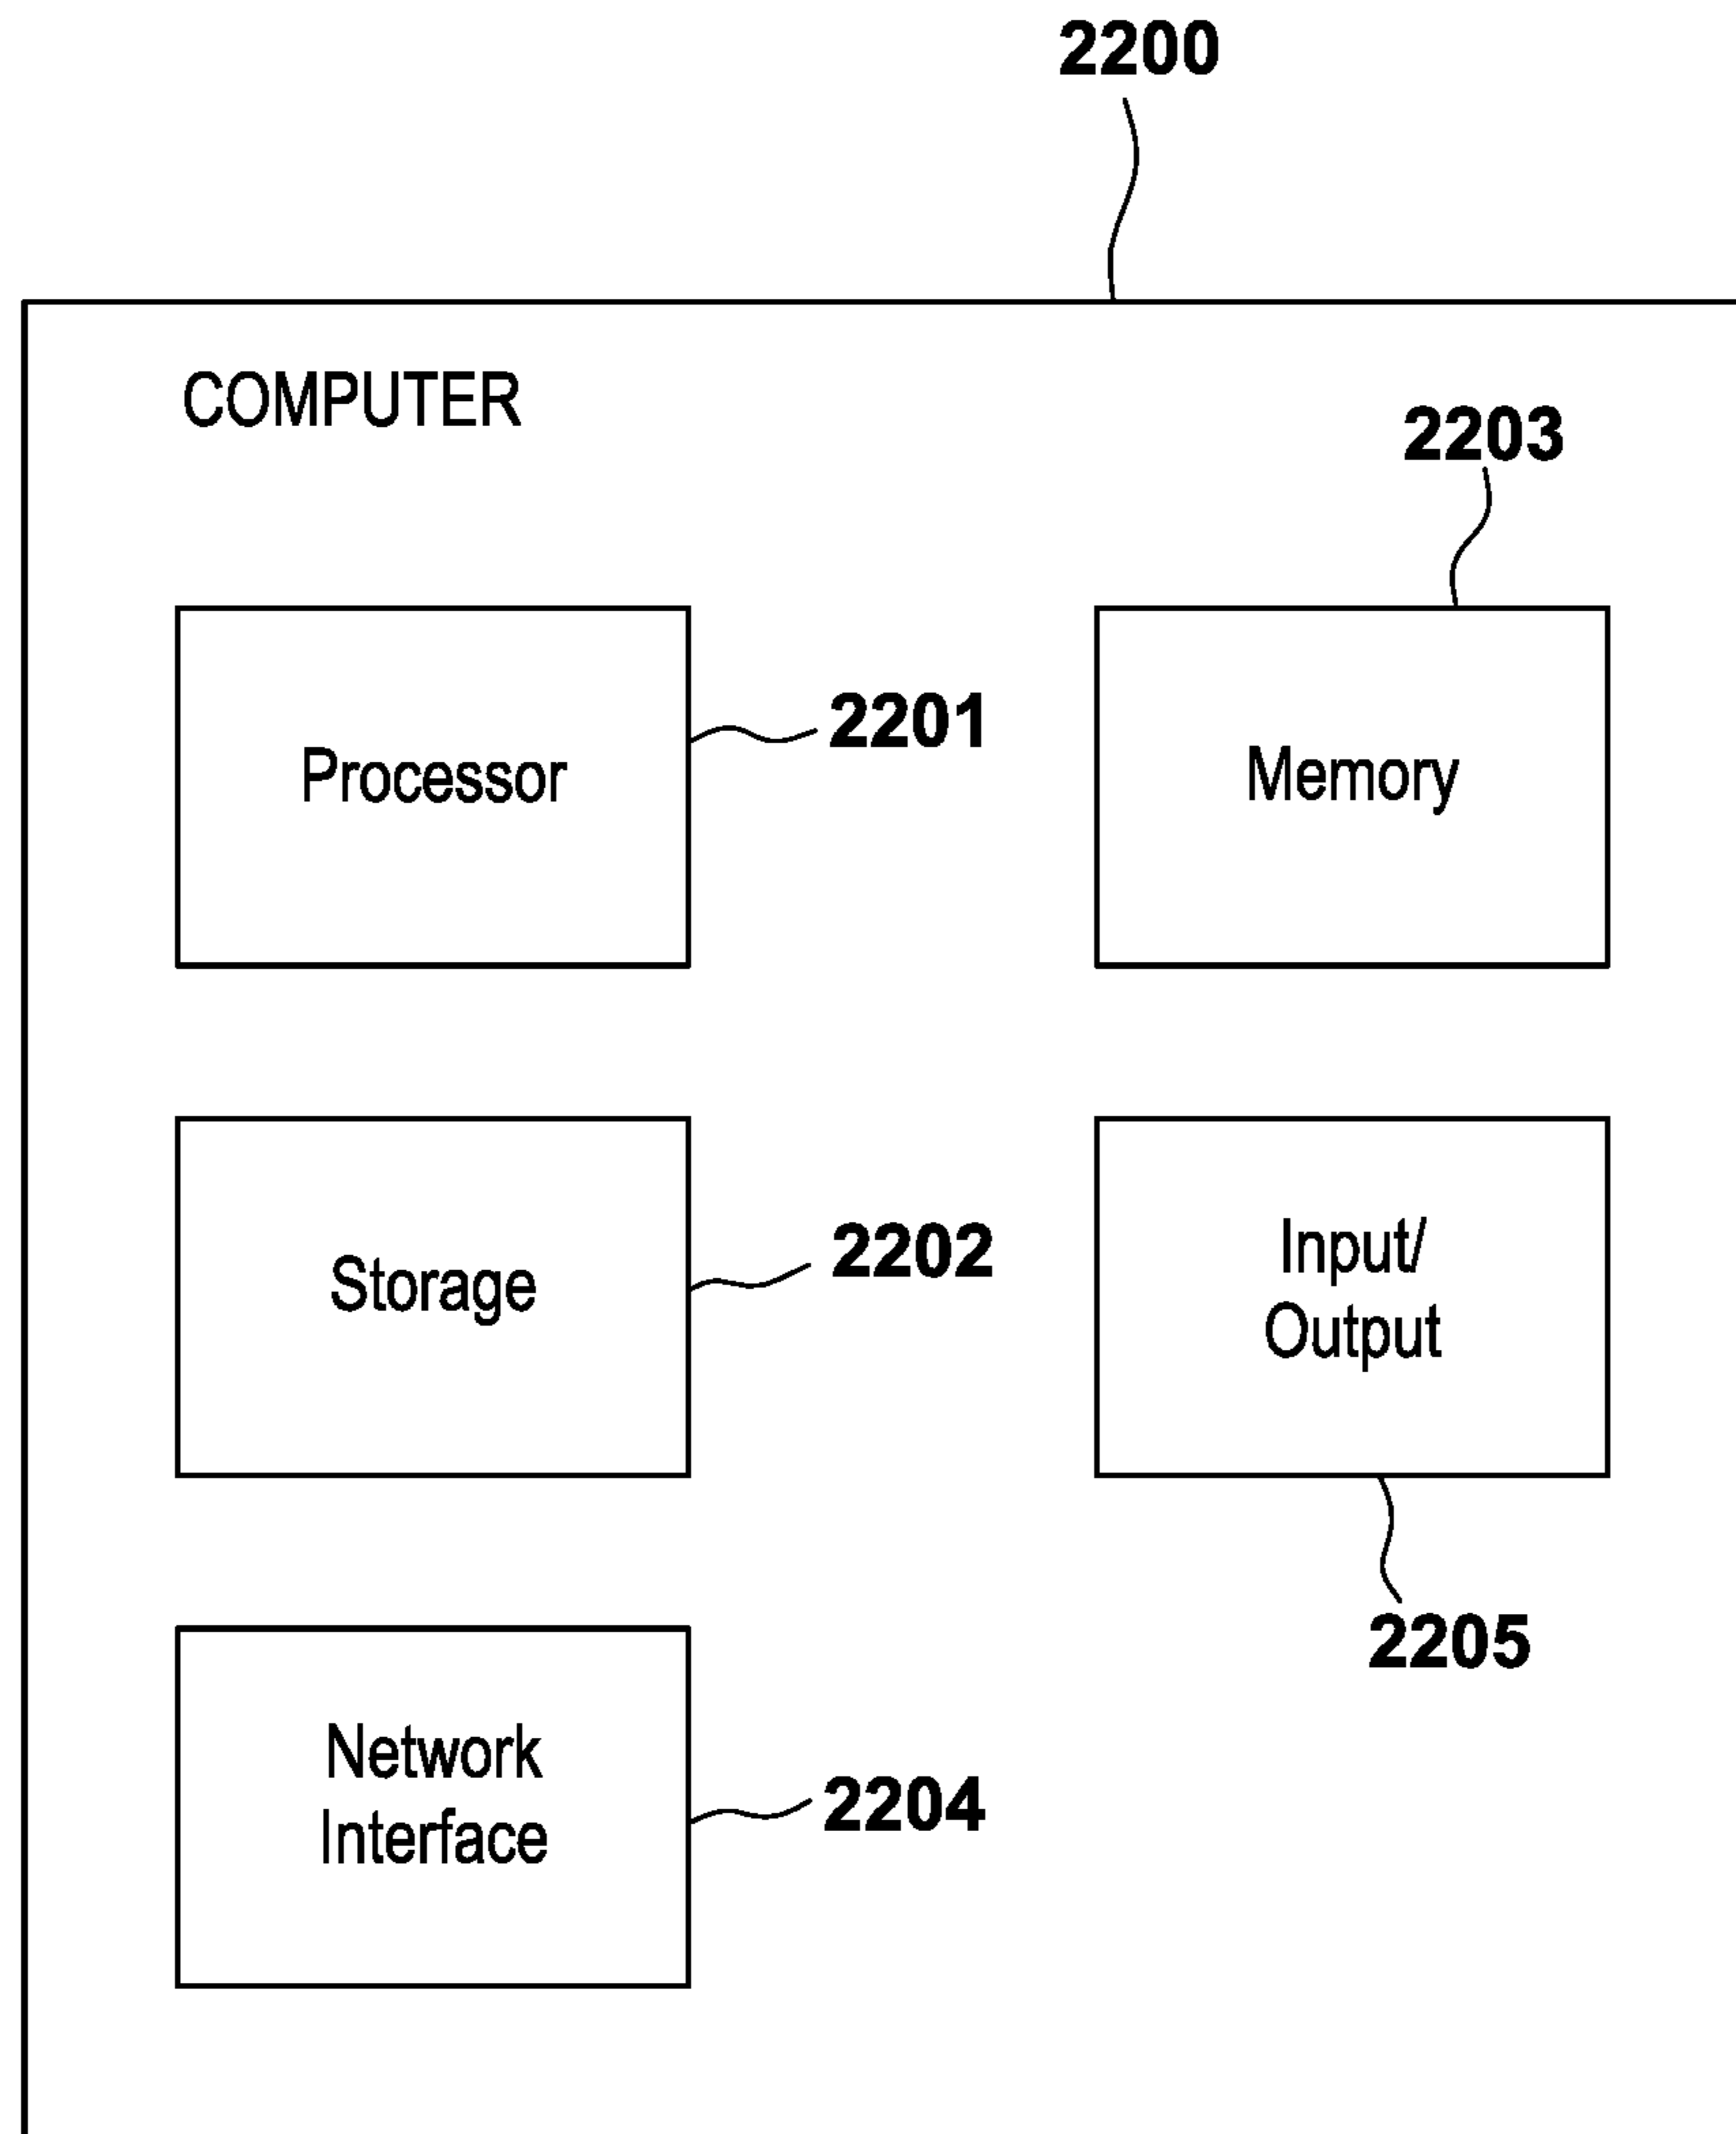 2200
COMPUTER
2203
Processor
2201
Memory
Storage
2202
Input/
Output
2205
Network
Interface
2204